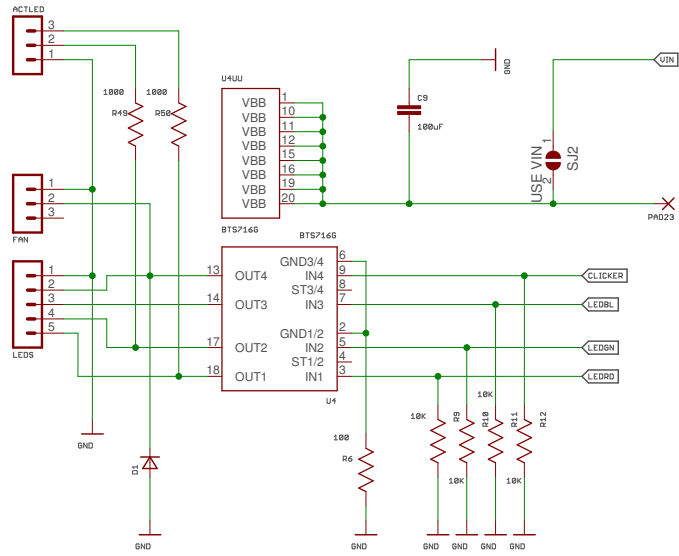 ACTLED
3
2
1
1000
1000
R49
R50
U4UU
VBB 1
VBB 10
VBB 11
VBB 12
VBB 15
VBB 16
VBB 19
VBB 20
BTS716G
C9
100uF
GND
VIN
USE VIN
1
2
SJ2
PAD23
1
2
3
FAN
BTS716G
1
2
3
4
5
LEDS
13 OUT4
14 OUT3
17 OUT2
18 OUT1
GND3/4 6
IN4 9
ST3/4 8
IN3 7
GND1/2 2
IN2 5
ST1/2 4
IN1 3
U4
CLICKER
LEDBL
LEDGN
LEDRD
GND
D1
GND
100
R6
GND
10K
R9
10K
R10
10K
R11
10K
R12
GND
GND
GND
GND